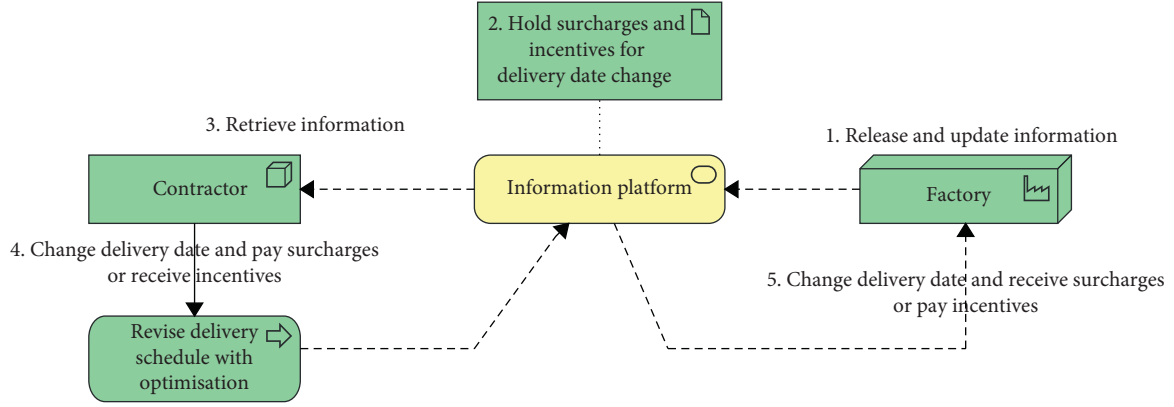 2. Hold surcharges and
incentives for
delivery date change
3. Retrieve information
1. Release and update information
Contractor
Information platform
Factory
4. Change delivery date and pay surcharges
or receive incentives
5. Change delivery date and receive surcharges
or pay incentives
Revise delivery
schedule with
optimisation